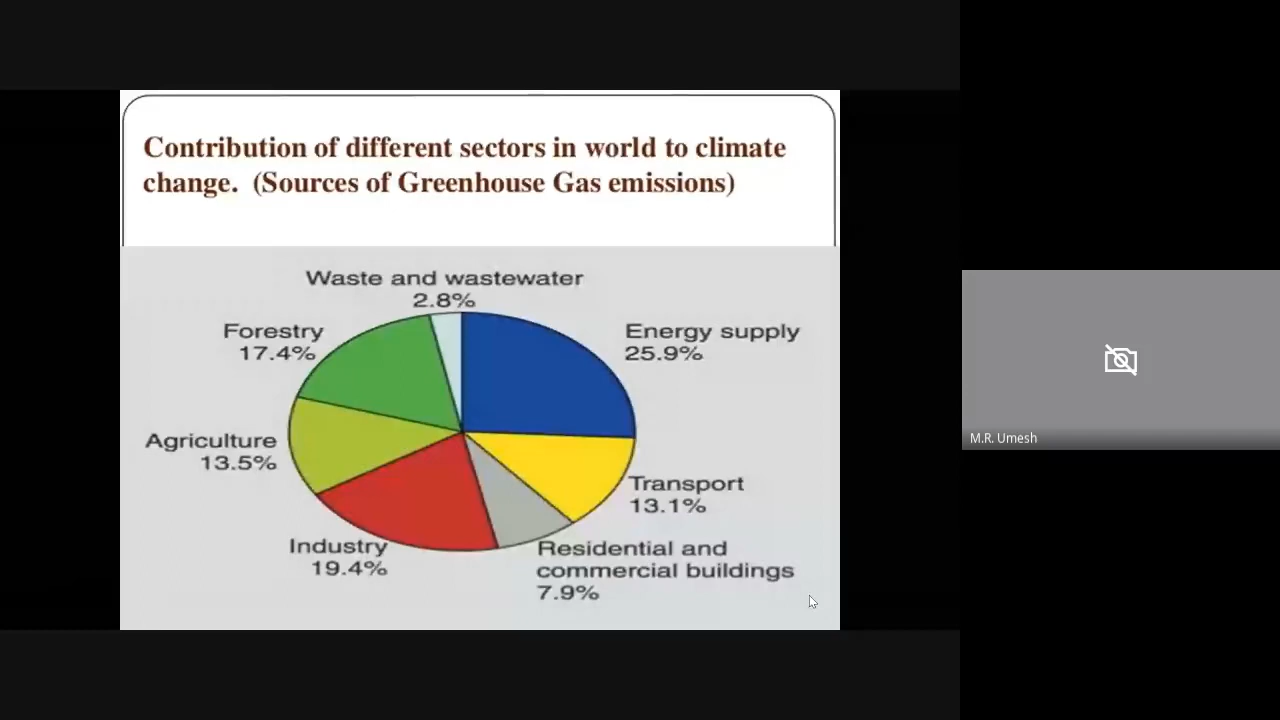 Contribution of different sectors in world to climate
change. (Sources of Greenhouse Gas emissions)
Waste and wastewater
2.8%
Forestry
17.4%
Energy supply
25.9%
Agriculture
13.5%
Transport
13.1%
Industry
19.4%
Residential and
commercial buildings
7.9%
M.R. Umesh